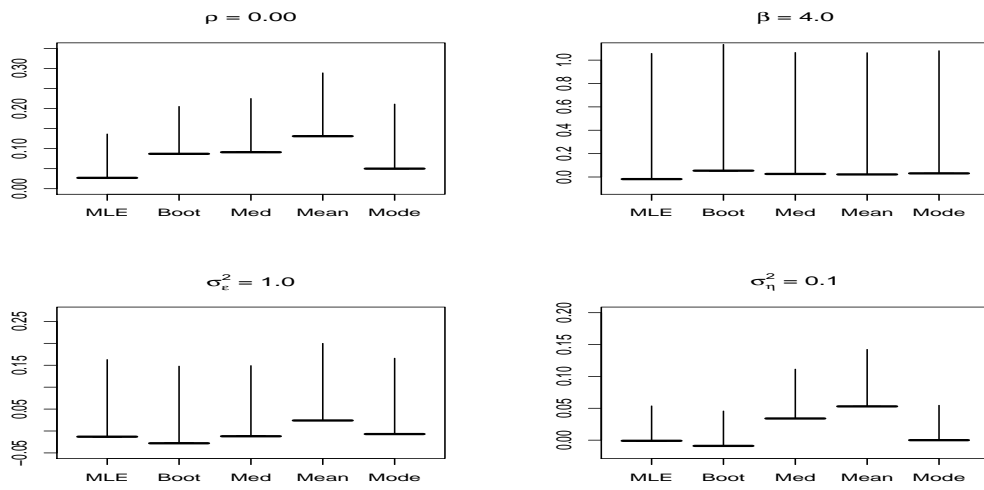 ρ = 0.00
0.30
0.20
0.10
0.00
MLE Boot Med Mean Mode
β = 4.0
1.0
0.8
0.6
0.4
0.2
0.0
MLE Boot Med Mean Mode
σ²_ε = 1.0
0.25
0.15
0.05
−0.05
MLE Boot Med Mean Mode
σ²_η = 0.1
0.20
0.15
0.10
0.05
0.00
MLE Boot Med Mean Mode